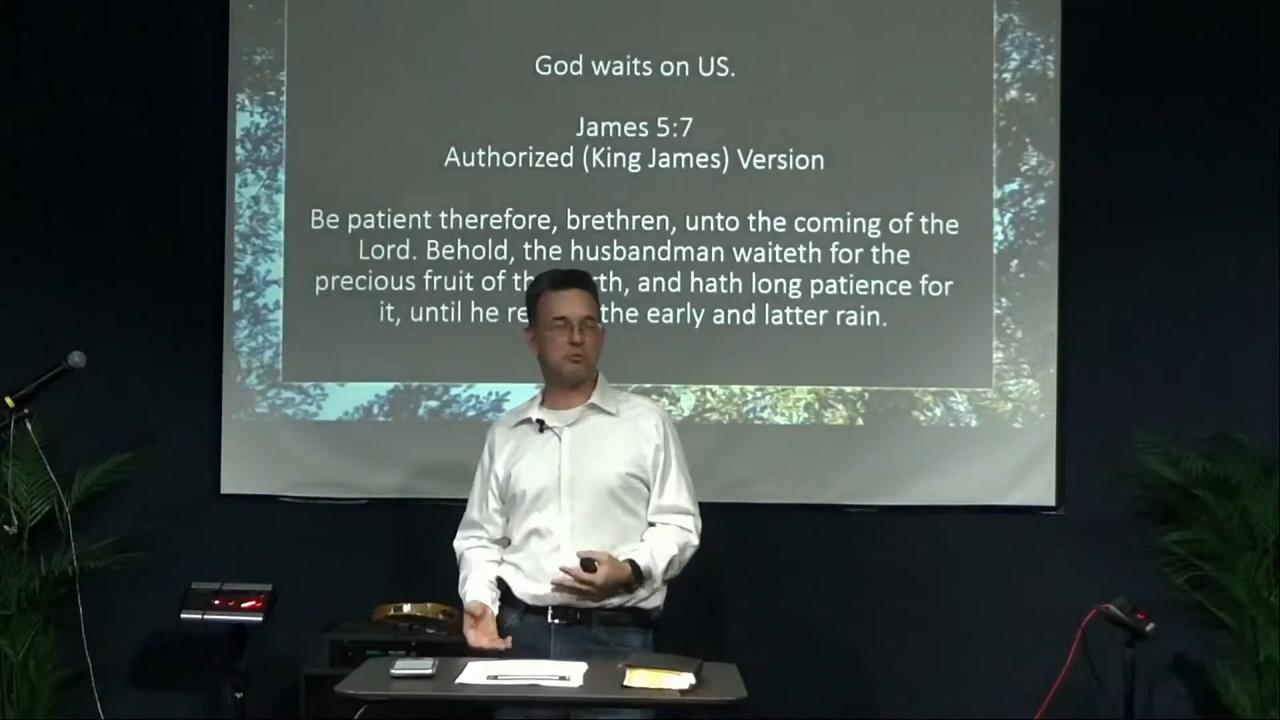 God waits on US.
James 5:7
Authorized (King James) Version
Be patient therefore, brethren, unto the coming of the
Lord. Behold, the husbandman waiteth for the
precious fruit of and hath long patience for
it, until he the early and latter rain.